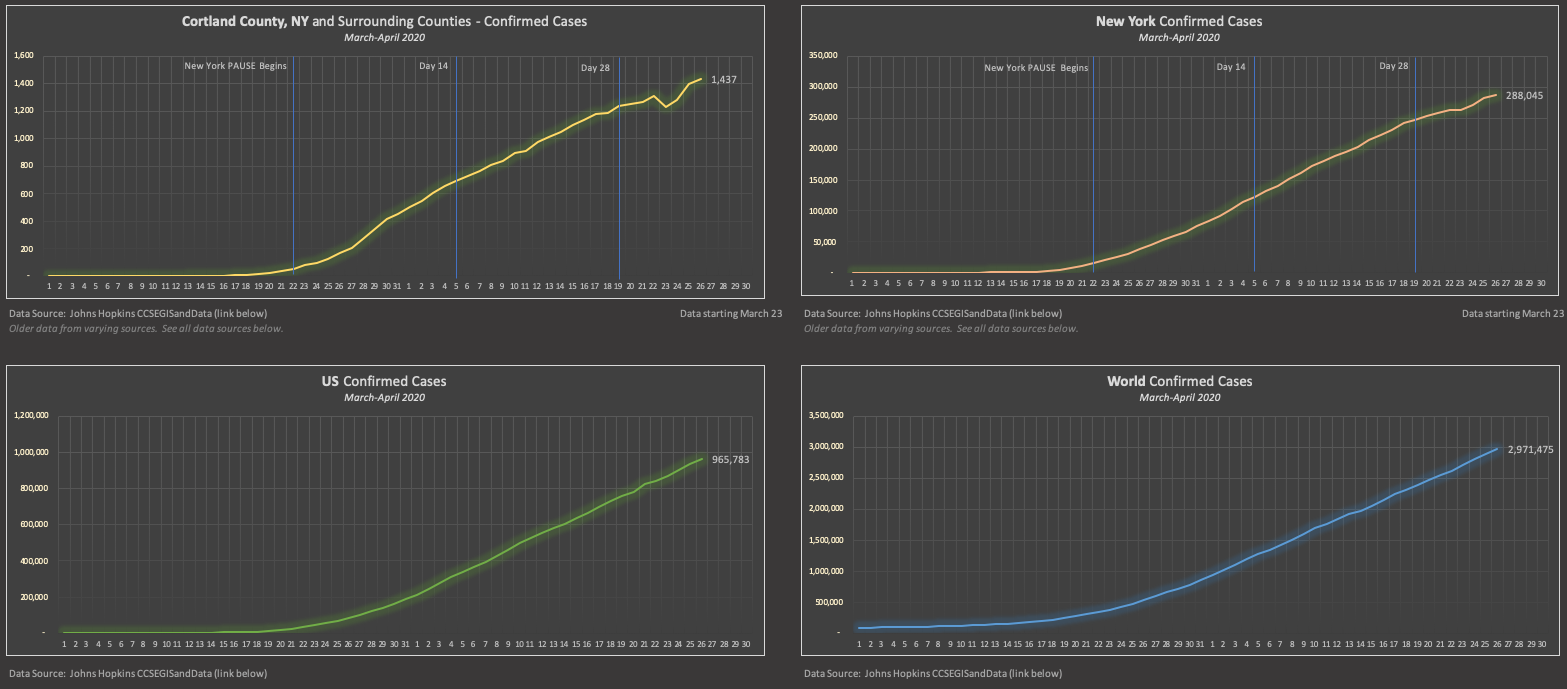 Cortland County, NY and Surrounding Counties - Confirmed Cases
March-April 2020
1,600
1,400
1,200
1,000
800
600
400
200
-
New York PAUSE Begins
Day 14
Day 28
1,437
1 2 3 4 5 6 7 8 9 10 11 12 13 14 15 16 17 18 19 20 21 22 23 24 25 26 27 28 29 30 31 1 2 3 4 5 6 7 8 9 10 11 12 13 14 15 16 17 18 19 20 21 22 23 24 25 26 27 28 29 30
Data Source: Johns Hopkins CCSEGISandData (link below)
Data starting March 23
Older data from varying sources. See all data sources below.
New York Confirmed Cases
March-April 2020
350,000
300,000
250,000
200,000
150,000
100,000
50,000
-
New York PAUSE Begins
Day 14
Day 28
288,045
1 2 3 4 5 6 7 8 9 10 11 12 13 14 15 16 17 18 19 20 21 22 23 24 25 26 27 28 29 30 31 1 2 3 4 5 6 7 8 9 10 11 12 13 14 15 16 17 18 19 20 21 22 23 24 25 26 27 28 29 30
Data Source: Johns Hopkins CCSEGISandData (link below)
Data starting March 23
Older data from varying sources. See all data sources below.
US Confirmed Cases
March-April 2020
1,200,000
1,000,000
800,000
600,000
400,000
200,000
-
965,783
1 2 3 4 5 6 7 8 9 10 11 12 13 14 15 16 17 18 19 20 21 22 23 24 25 26 27 28 29 30 31 1 2 3 4 5 6 7 8 9 10 11 12 13 14 15 16 17 18 19 20 21 22 23 24 25 26 27 28 29 30
Data Source: Johns Hopkins CCSEGISandData (link below)
World Confirmed Cases
March-April 2020
3,500,000
3,000,000
2,500,000
2,000,000
1,500,000
1,000,000
500,000
-
2,971,475
1 2 3 4 5 6 7 8 9 10 11 12 13 14 15 16 17 18 19 20 21 22 23 24 25 26 27 28 29 30 31 1 2 3 4 5 6 7 8 9 10 11 12 13 14 15 16 17 18 19 20 21 22 23 24 25 26 27 28 29 30
Data Source: Johns Hopkins CCSEGISandData (link below)